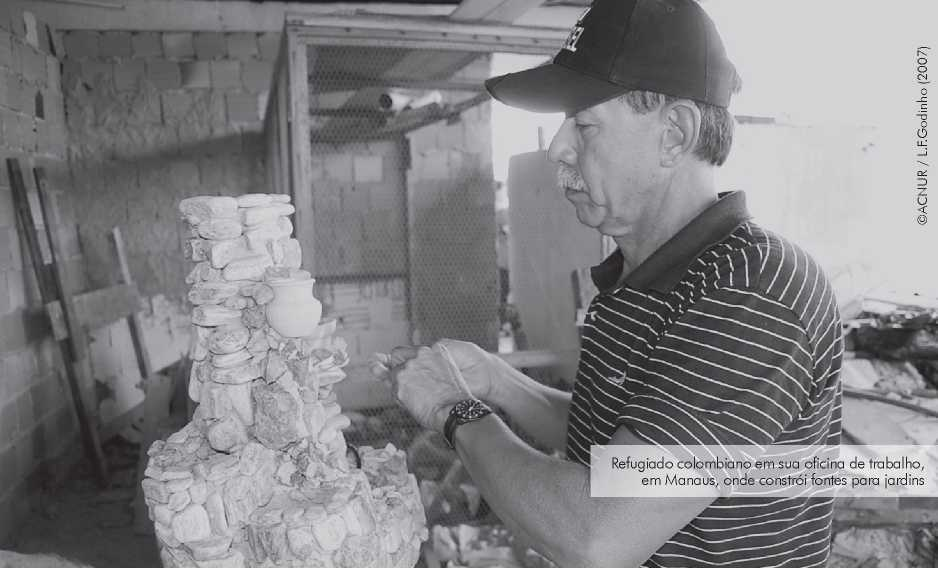 ©ACNUR / L.F.Godinho (2007)
Refugiado colombiano em sua oficina de trabalho,
em Manaus, onde constrói fontes para jardins